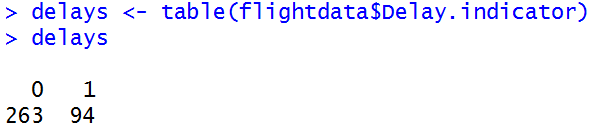 > delays <- table(flightdata$Delay.indicator)
> delays
0 1
263 94